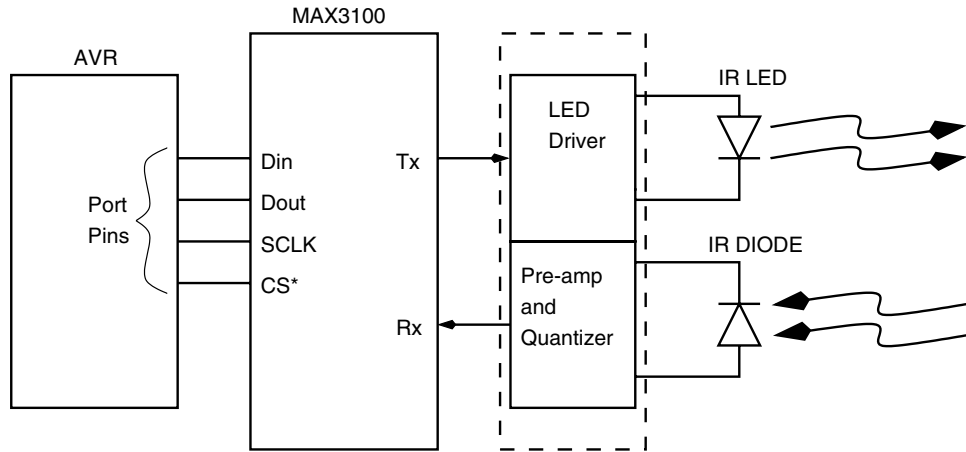 MAX3100
AVR
Port
Pins
Din
Dout
SCLK
CS*
Tx
Rx
LED
Driver
Pre-amp
and
Quantizer
IR LED
IR DIODE